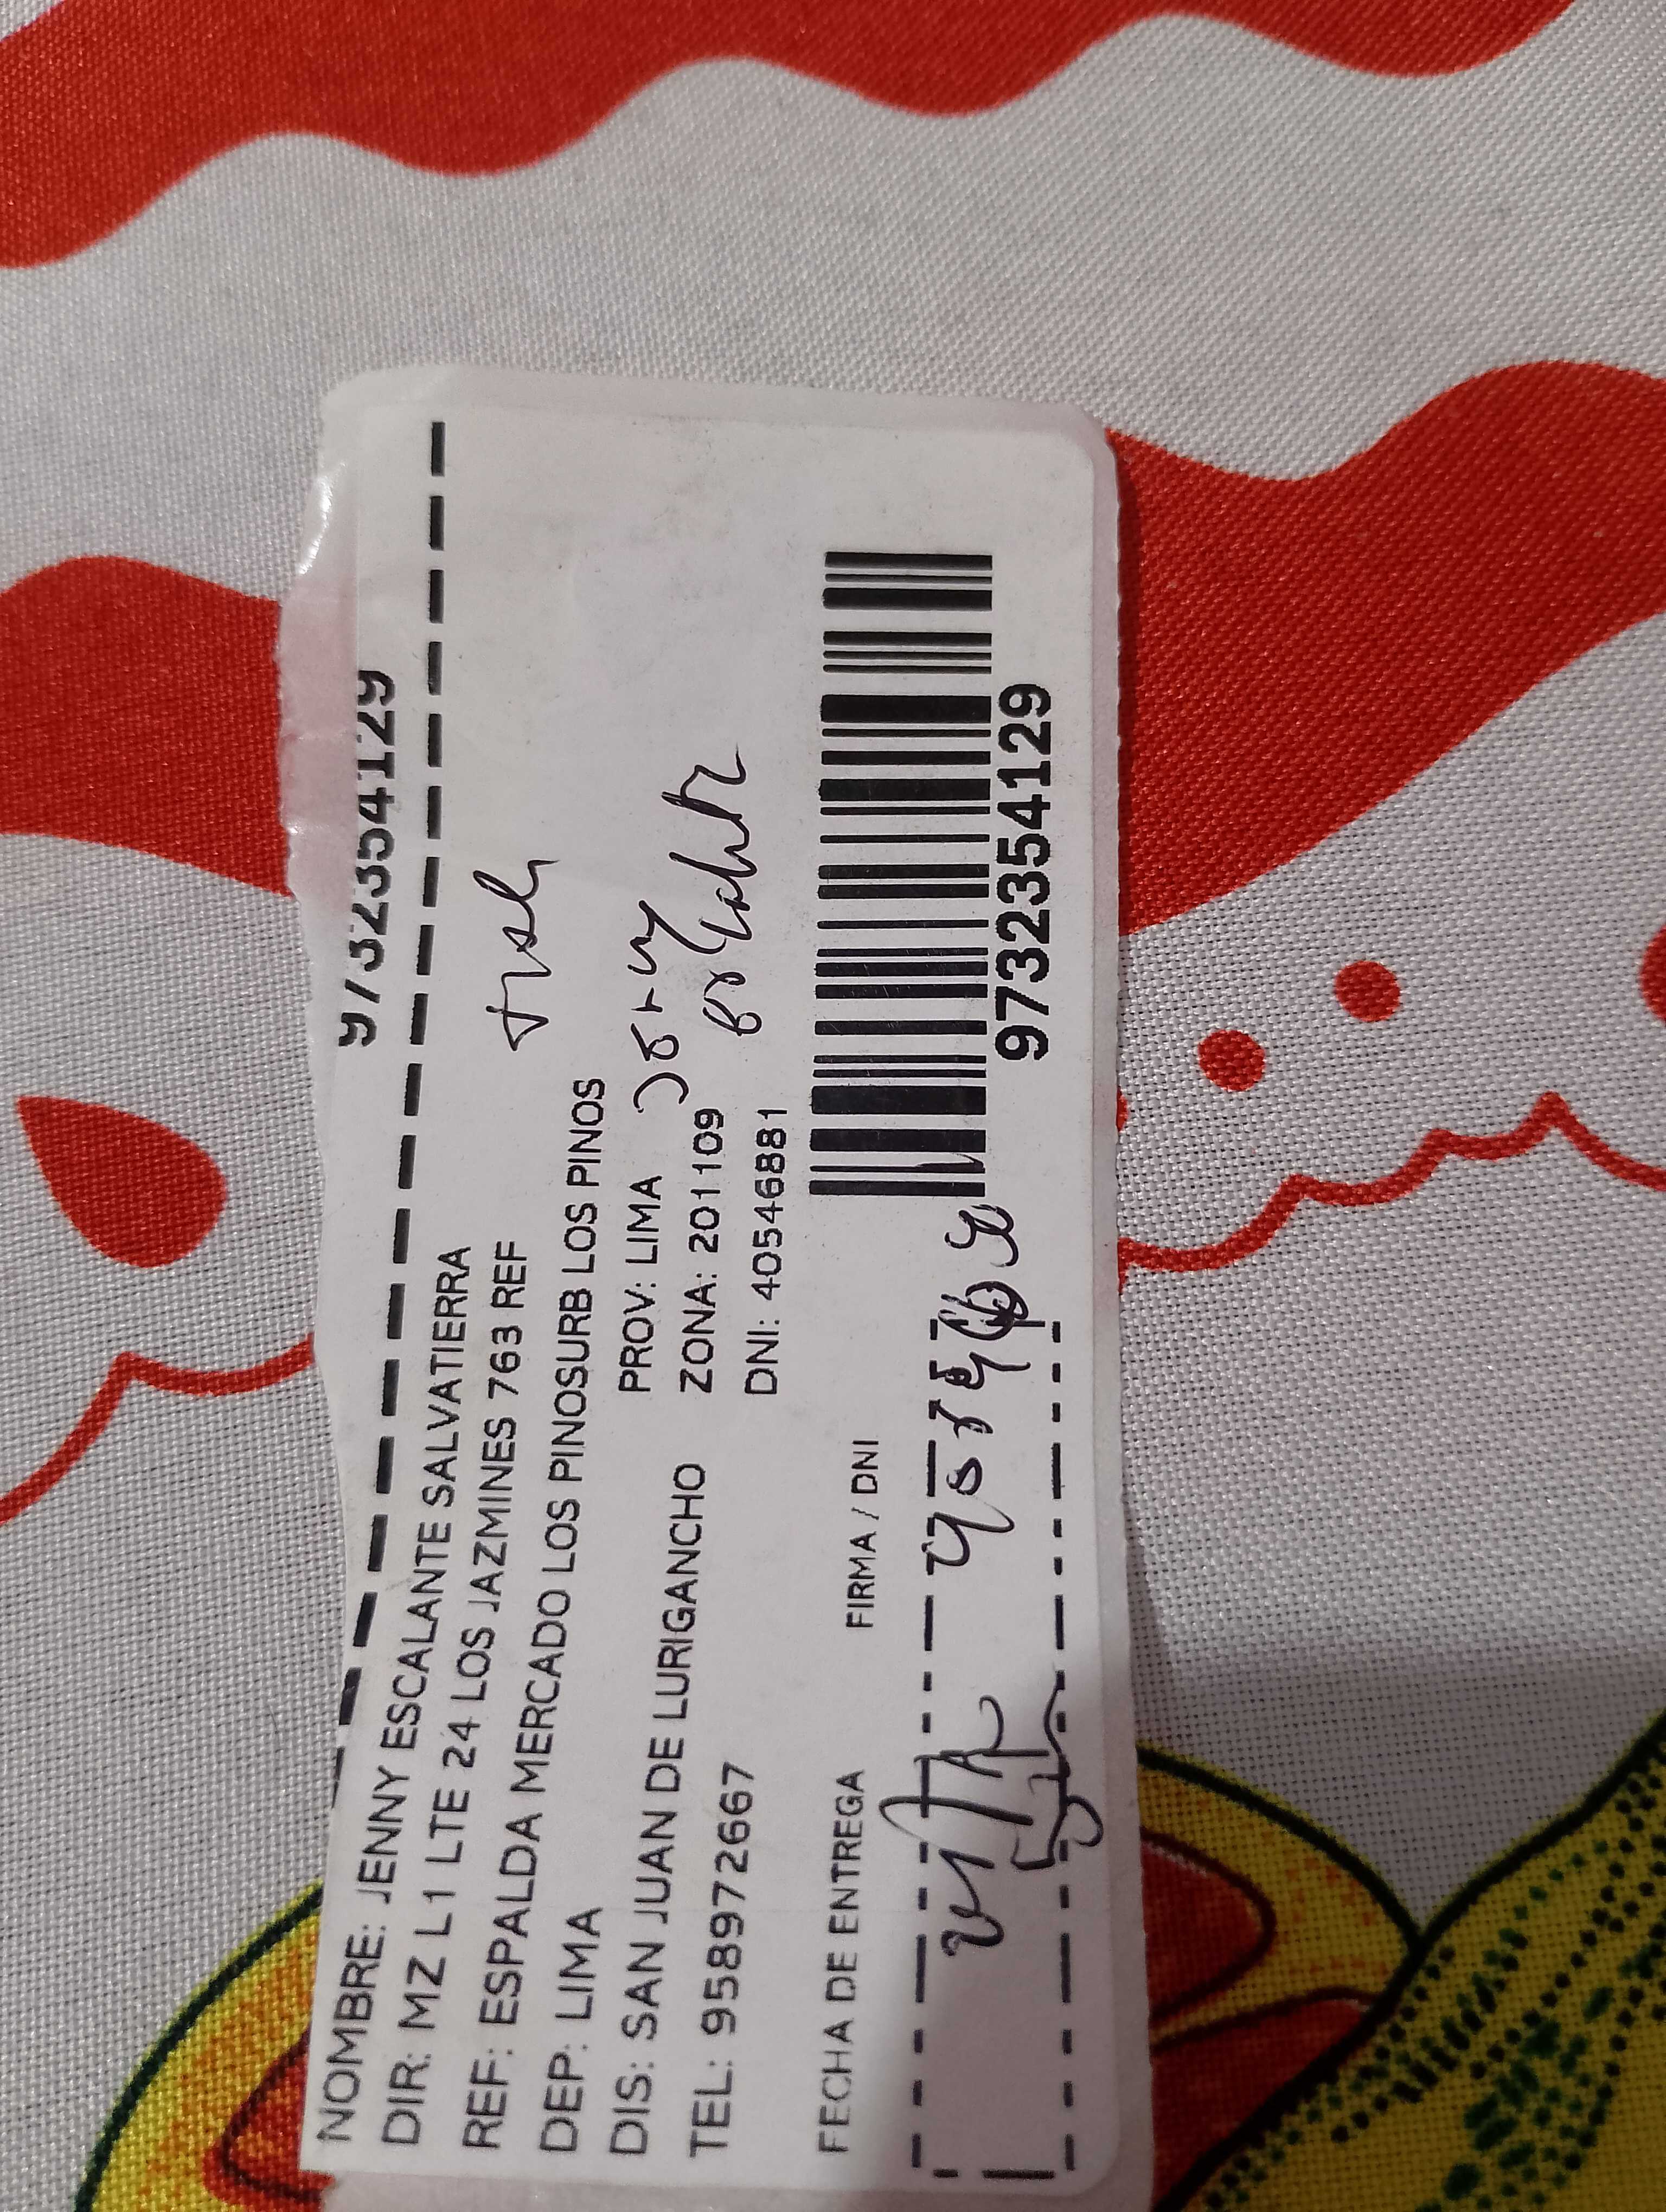 9732354129
NOMBRE: JENNY ESCALANTE SALVATIERRA
DIR: MZ L1 LTE 24 LOS JAZMINES 763 REF
REF: ESPALDA MERCADO LOS PINOSURB LOS PINOS
DEP: LIMA PROV: LIMA
DIS: SAN JUAN DE LURIGANCHO ZONA: 201109
TEL: 958972667 DNI: 40546881
FECHA DE ENTREGA FIRMA / DNI
9732354129